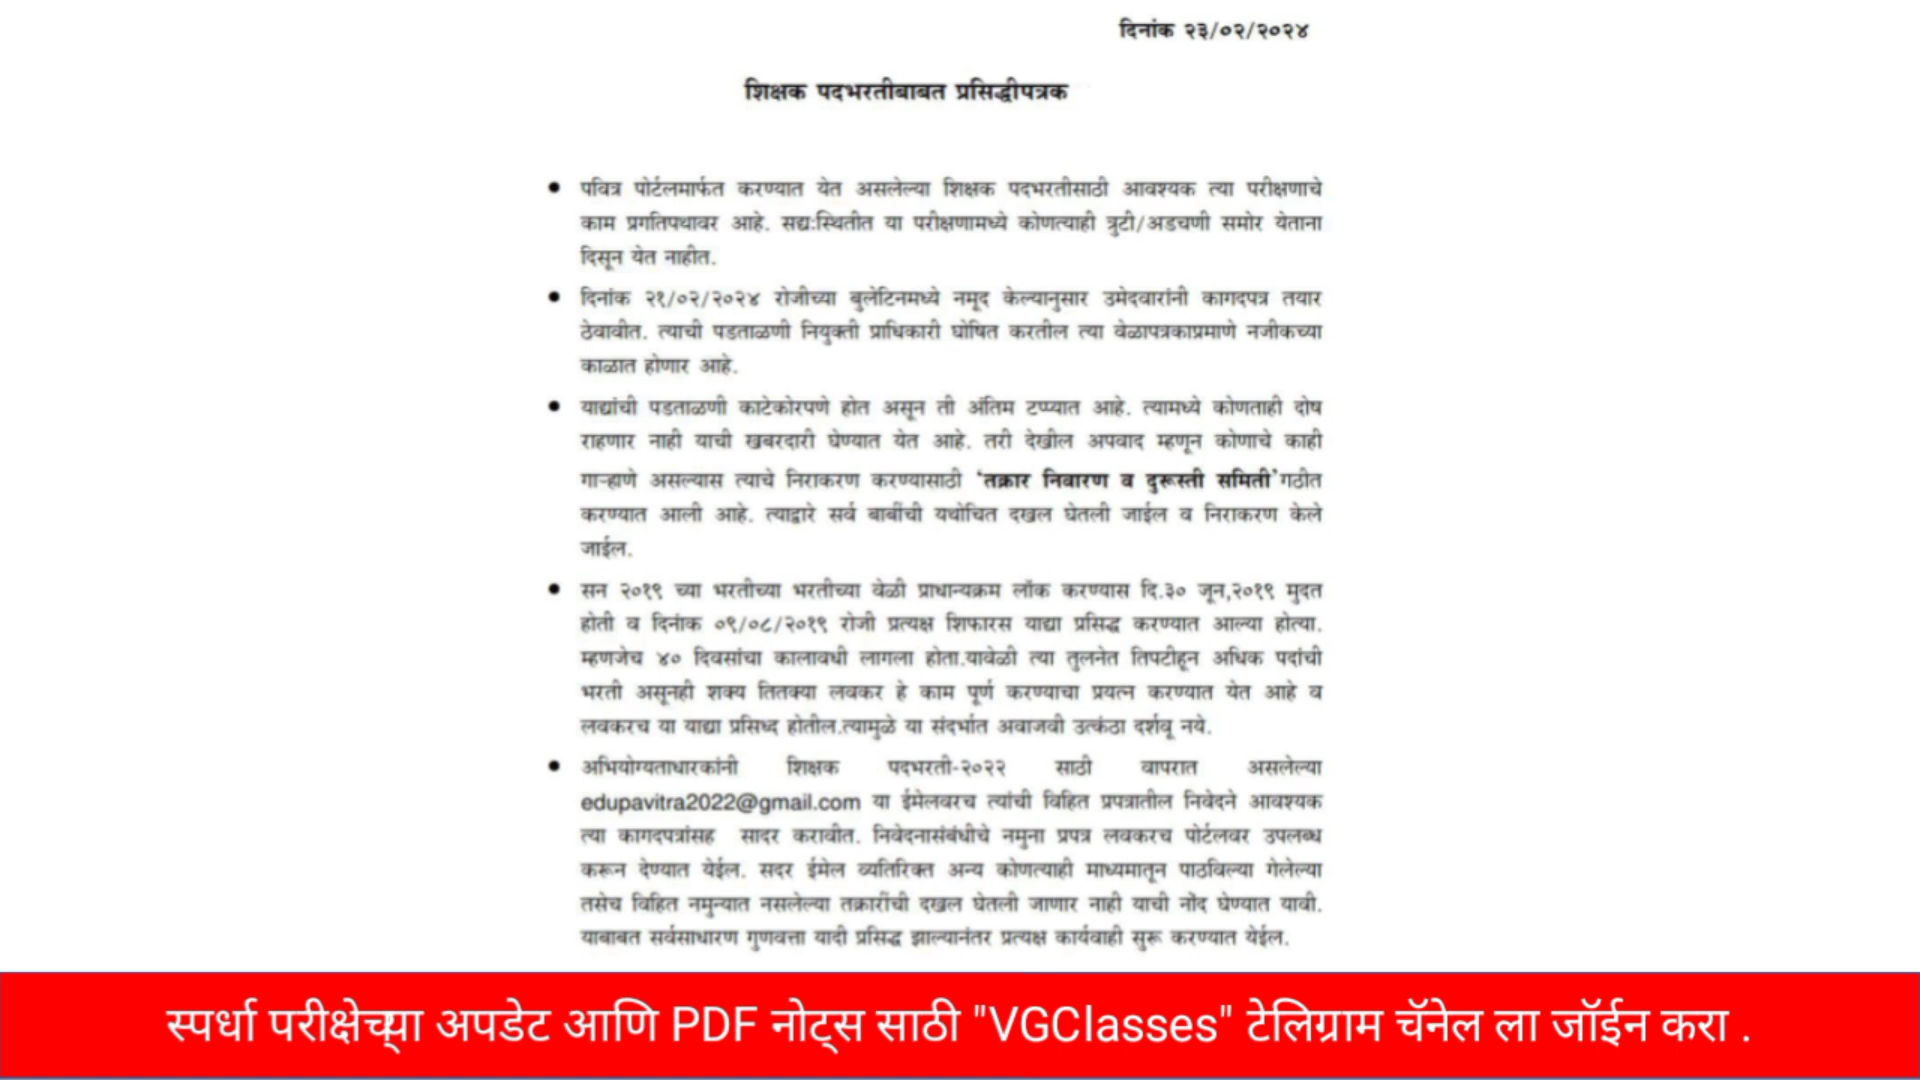 दिनांक २३/०२/२०२४
शिक्षक पदभरतीबाबत प्रसिद्धीपत्रक
● पवित्र पोर्टलमार्फत करण्यात येत असलेल्या शिक्षक पदभरतीसाठी आवश्यक त्या परीक्षणाचे
काम प्रगतिपथावर आहे. सद्य:स्थितीत या परीक्षणामध्ये कोणत्याही त्रुटी/अडचणी समोर येताना
दिसून येत नाहीत.
● दिनांक २१/०२/२०२४ रोजीच्या बुलेटिनमध्ये नमूद केल्यानुसार उमेदवारांनी कागदपत्र तयार
ठेवावीत. त्याची पडताळणी नियुक्ती प्राधिकारी घोषित करतील त्या वेळापत्रकाप्रमाणे नजीकच्या
काळात होणार आहे.
● याद्यांची पडताळणी काटेकोरपणे होत असून ती अंतिम टप्प्यात आहे. त्यामध्ये कोणताही दोष
राहणार नाही याची खबरदारी घेण्यात येत आहे. तरी देखील अपवाद म्हणून कोणाचे काही
गाऱ्हाणे असल्यास त्याचे निराकरण करण्यासाठी ‘तक्रार निवारण व दुरूस्ती समिती’ गठीत
करण्यात आली आहे. त्याद्वारे सर्व बाबींची यथोचित दखल घेतली जाईल व निराकरण केले
जाईल.
● सन २०१९ च्या भरतीच्या भरतीच्या वेळी प्राधान्यक्रम लॉक करण्यास दि.३० जून,२०१९ मुदत
होती व दिनांक ०९/०८/२०१९ रोजी प्रत्यक्ष शिफारस याद्या प्रसिद्ध करण्यात आल्या होत्या.
म्हणजेच ४० दिवसांचा कालावधी लागला होता.यावेळी त्या तुलनेत तिपटीहून अधिक पदांची
भरती असूनही शक्य तितक्या लवकर हे काम पूर्ण करण्याचा प्रयत्न करण्यात येत आहे व
लवकरच या याद्या प्रसिध्द होतील.त्यामुळे या संदर्भात अवाजवी उत्कंठा दर्शवू नये.
● अभियोग्यताधारकांनी शिक्षक पदभरती-२०२२ साठी वापरात असलेल्या
edupavitra2022@gmail.com या ईमेलवरच त्यांची विहित प्रपत्रातील निवेदने आवश्यक
त्या कागदपत्रांसह सादर करावीत. निवेदनासंबंधीचे नमुना प्रपत्र लवकरच पोर्टलवर उपलब्ध
करून देण्यात येईल. सदर ईमेल व्यतिरिक्त अन्य कोणत्याही माध्यमातून पाठविल्या गेलेल्या
तसेच विहित नमुन्यात नसलेल्या तक्रारींची दखल घेतली जाणार नाही याची नोंद घेण्यात यावी.
याबाबत सर्वसाधारण गुणवत्ता यादी प्रसिद्ध झाल्यानंतर प्रत्यक्ष कार्यवाही सुरू करण्यात येईल.
स्पर्धा परीक्षेच्या अपडेट आणि PDF नोट्स साठी "VGClasses" टेलिग्राम चॅनेल ला जॉईन करा .